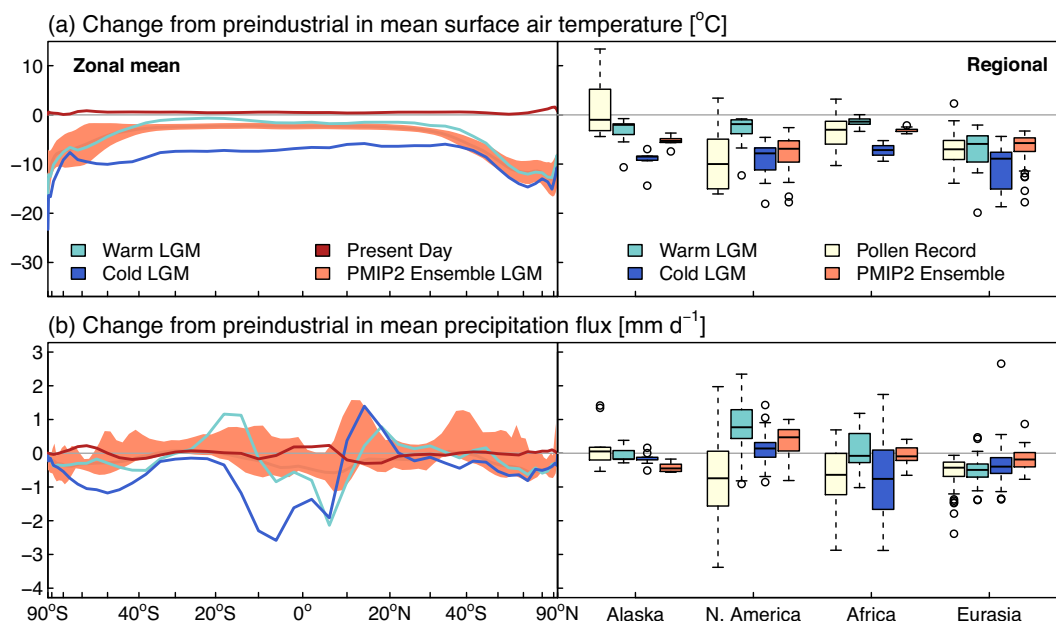 (a) Change from preindustrial in mean surface air temperature [°C]
Zonal mean
Regional
10
0
−10
−20
−30
Warm LGM
Present Day
Cold LGM
PMIP2 Ensemble LGM
Warm LGM
Pollen Record
Cold LGM
PMIP2 Ensemble
(b) Change from preindustrial in mean precipitation flux [mm d⁻¹]
3
2
1
0
−1
−2
−3
−4
90°S 40°S 20°S 0° 20°N 40°S 90°N
Alaska N. America Africa Eurasia